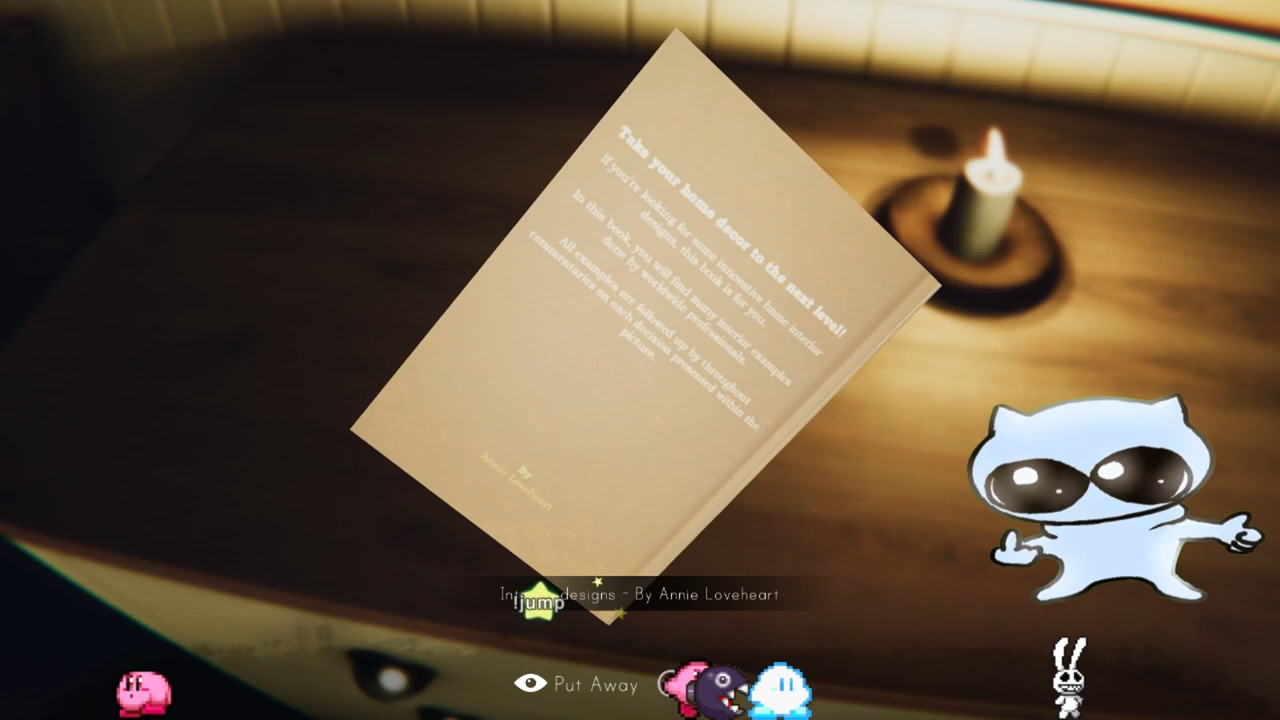 Take your home decor to the next level!
If you're looking for some innovative home interior
designs, this book is for you.
In this book, you will find many interior examples
done by worldwide professionals.
All examples are followed up by throughout
commentaries on each decision presented within the
picture.
By
Annie Loveheart
designs - By Annie Loveheart
!jump
Put Away